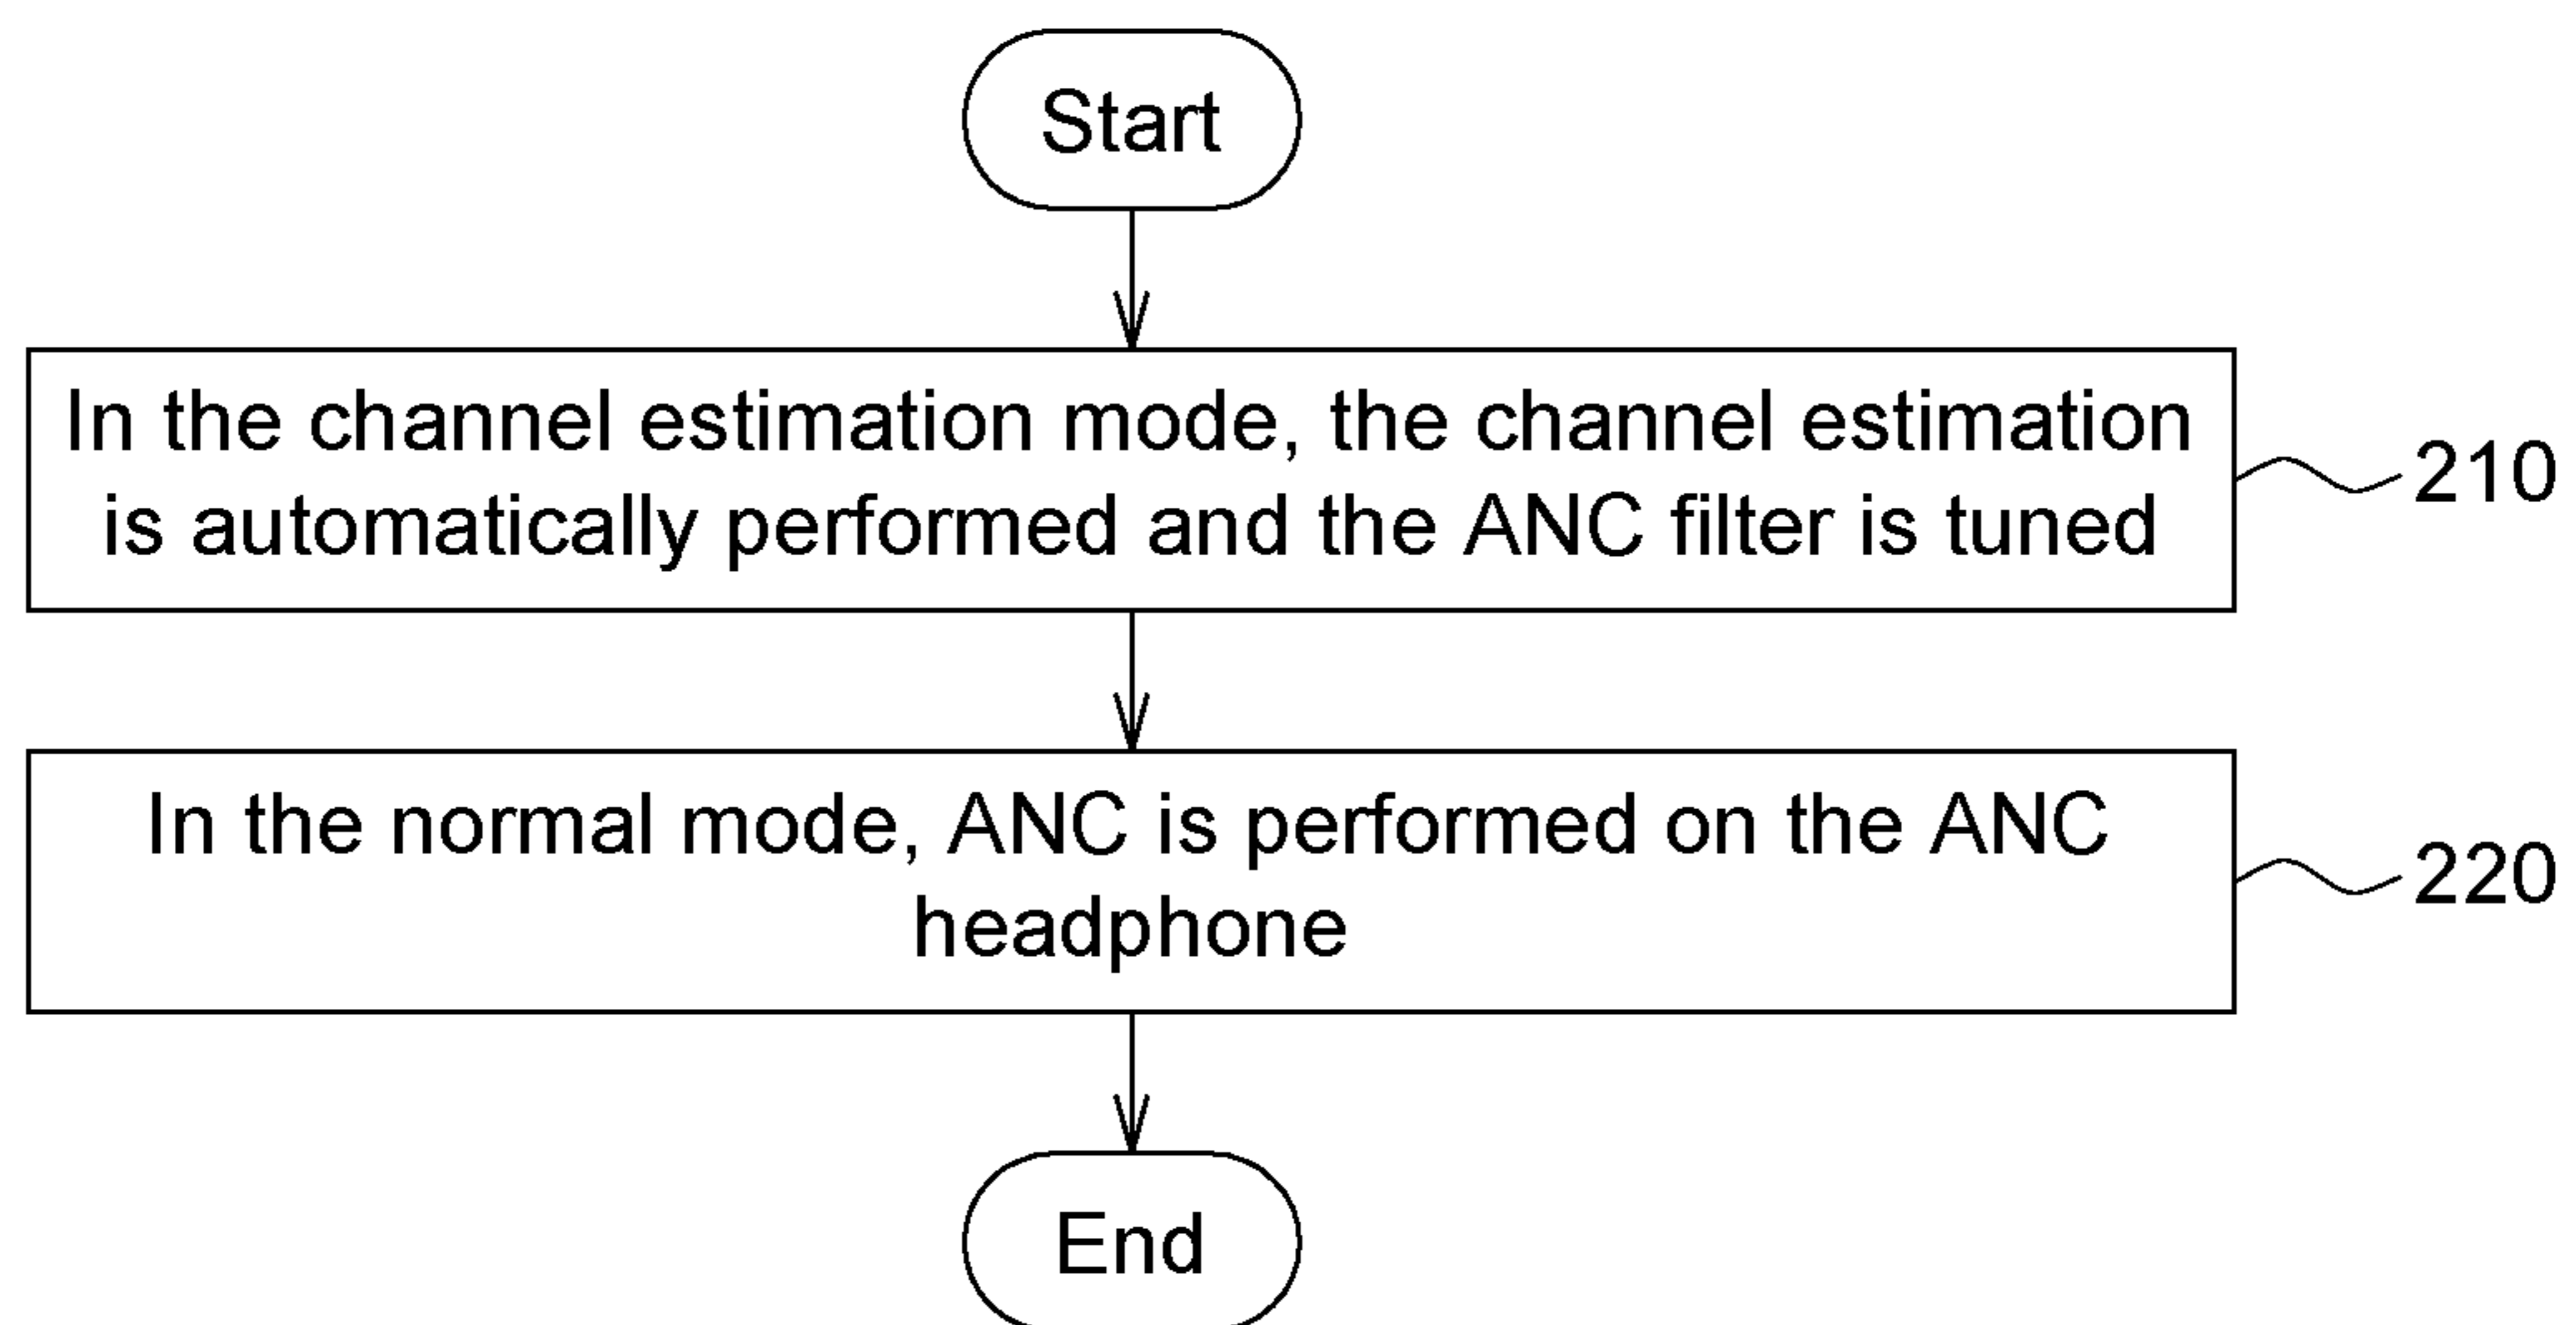 Start
In the channel estimation mode, the channel estimation
is automatically performed and the ANC filter is tuned
210
In the normal mode, ANC is performed on the ANC
headphone
220
End